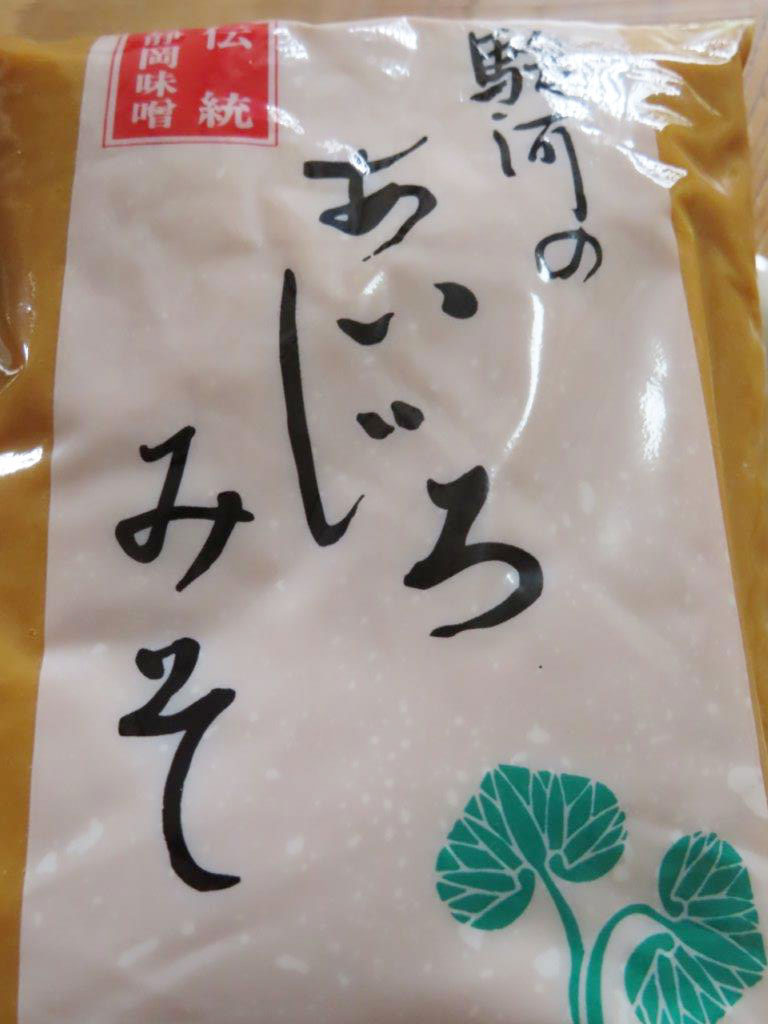 駿河の
あいじろ
みそ
伝統
静岡味噌